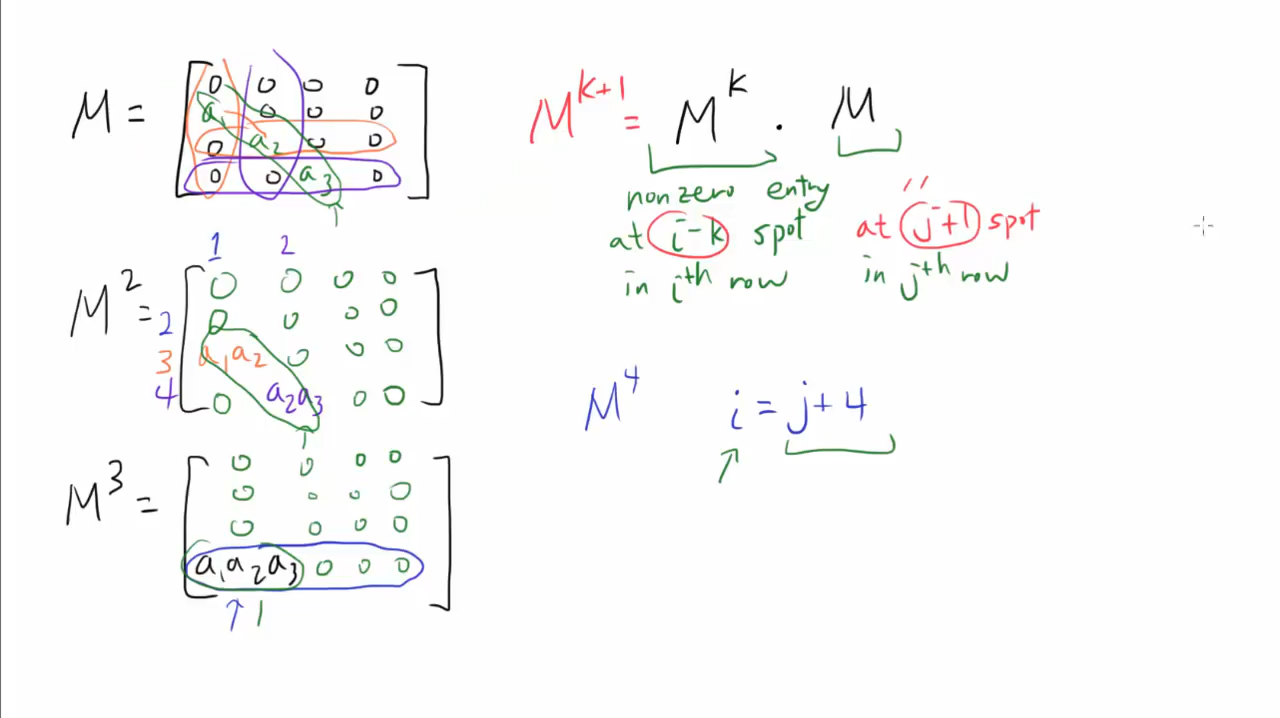 M = [ 0 0 0 0
a₁ 0 0 0
0 a₂ 0 0
0 0 a₃ 0 ]
1 2
M² = [ 0 0 0 0
2 0 0 0 0
3 a₁a₂ 0 0 0
4 0 a₂a₃ 0 0 ]
M³ = [ 0 0 0 0
0 0 0 0
0 0 0 0
a₁a₂a₃ 0 0 0 ]
1
M^{k+1} = M^k · M
nonzero entry
at i-k spot
in i^{th} row
"
at j+1 spot
in j^{th} row
M⁴ i = j+4